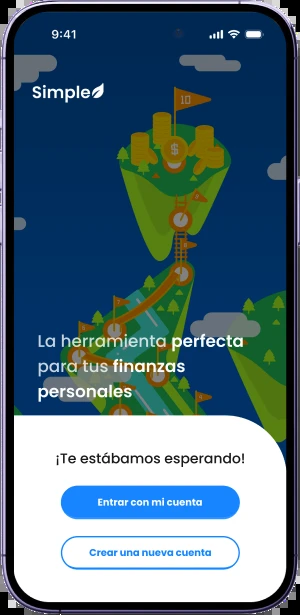 9:41
Simple
10
$
La herramienta perfecta
para tus finanzas
personales
¡Te estábamos esperando!
Entrar con mi cuenta
Crear una nueva cuenta